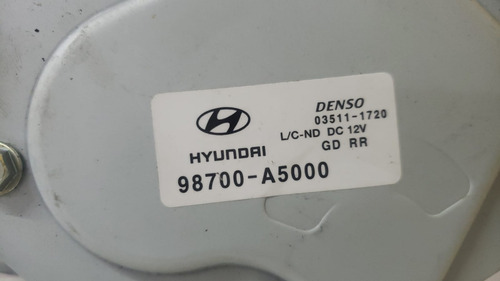 DENSO
03511-1720
L/C-ND DC 12V
GD RR
HYUNDAI
98700-A5000